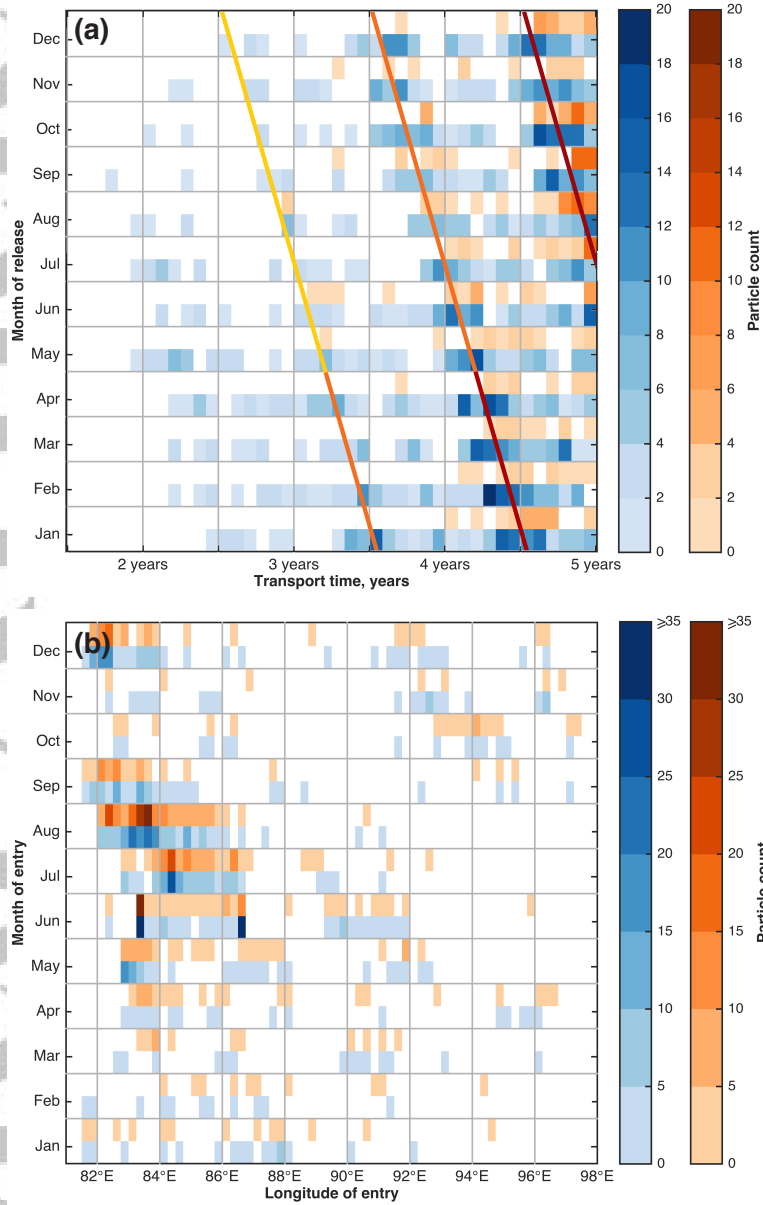 (a)
Dec
Nov
Oct
Sep
Aug
Jul
Jun
May
Apr
Mar
Feb
Jan
Month of release
2 years
3 years
4 years
5 years
Transport time, years
20
18
16
14
12
10
8
6
4
2
0
20
18
16
14
12
10
8
6
4
2
0
Particle count
(b)
Dec
Nov
Oct
Sep
Aug
Jul
Jun
May
Apr
Mar
Feb
Jan
Month of entry
82°E
84°E
86°E
88°E
90°E
92°E
94°E
96°E
98°E
Longitude of entry
⩾35
30
25
20
15
10
5
0
⩾35
30
25
20
15
10
5
0
Particle count